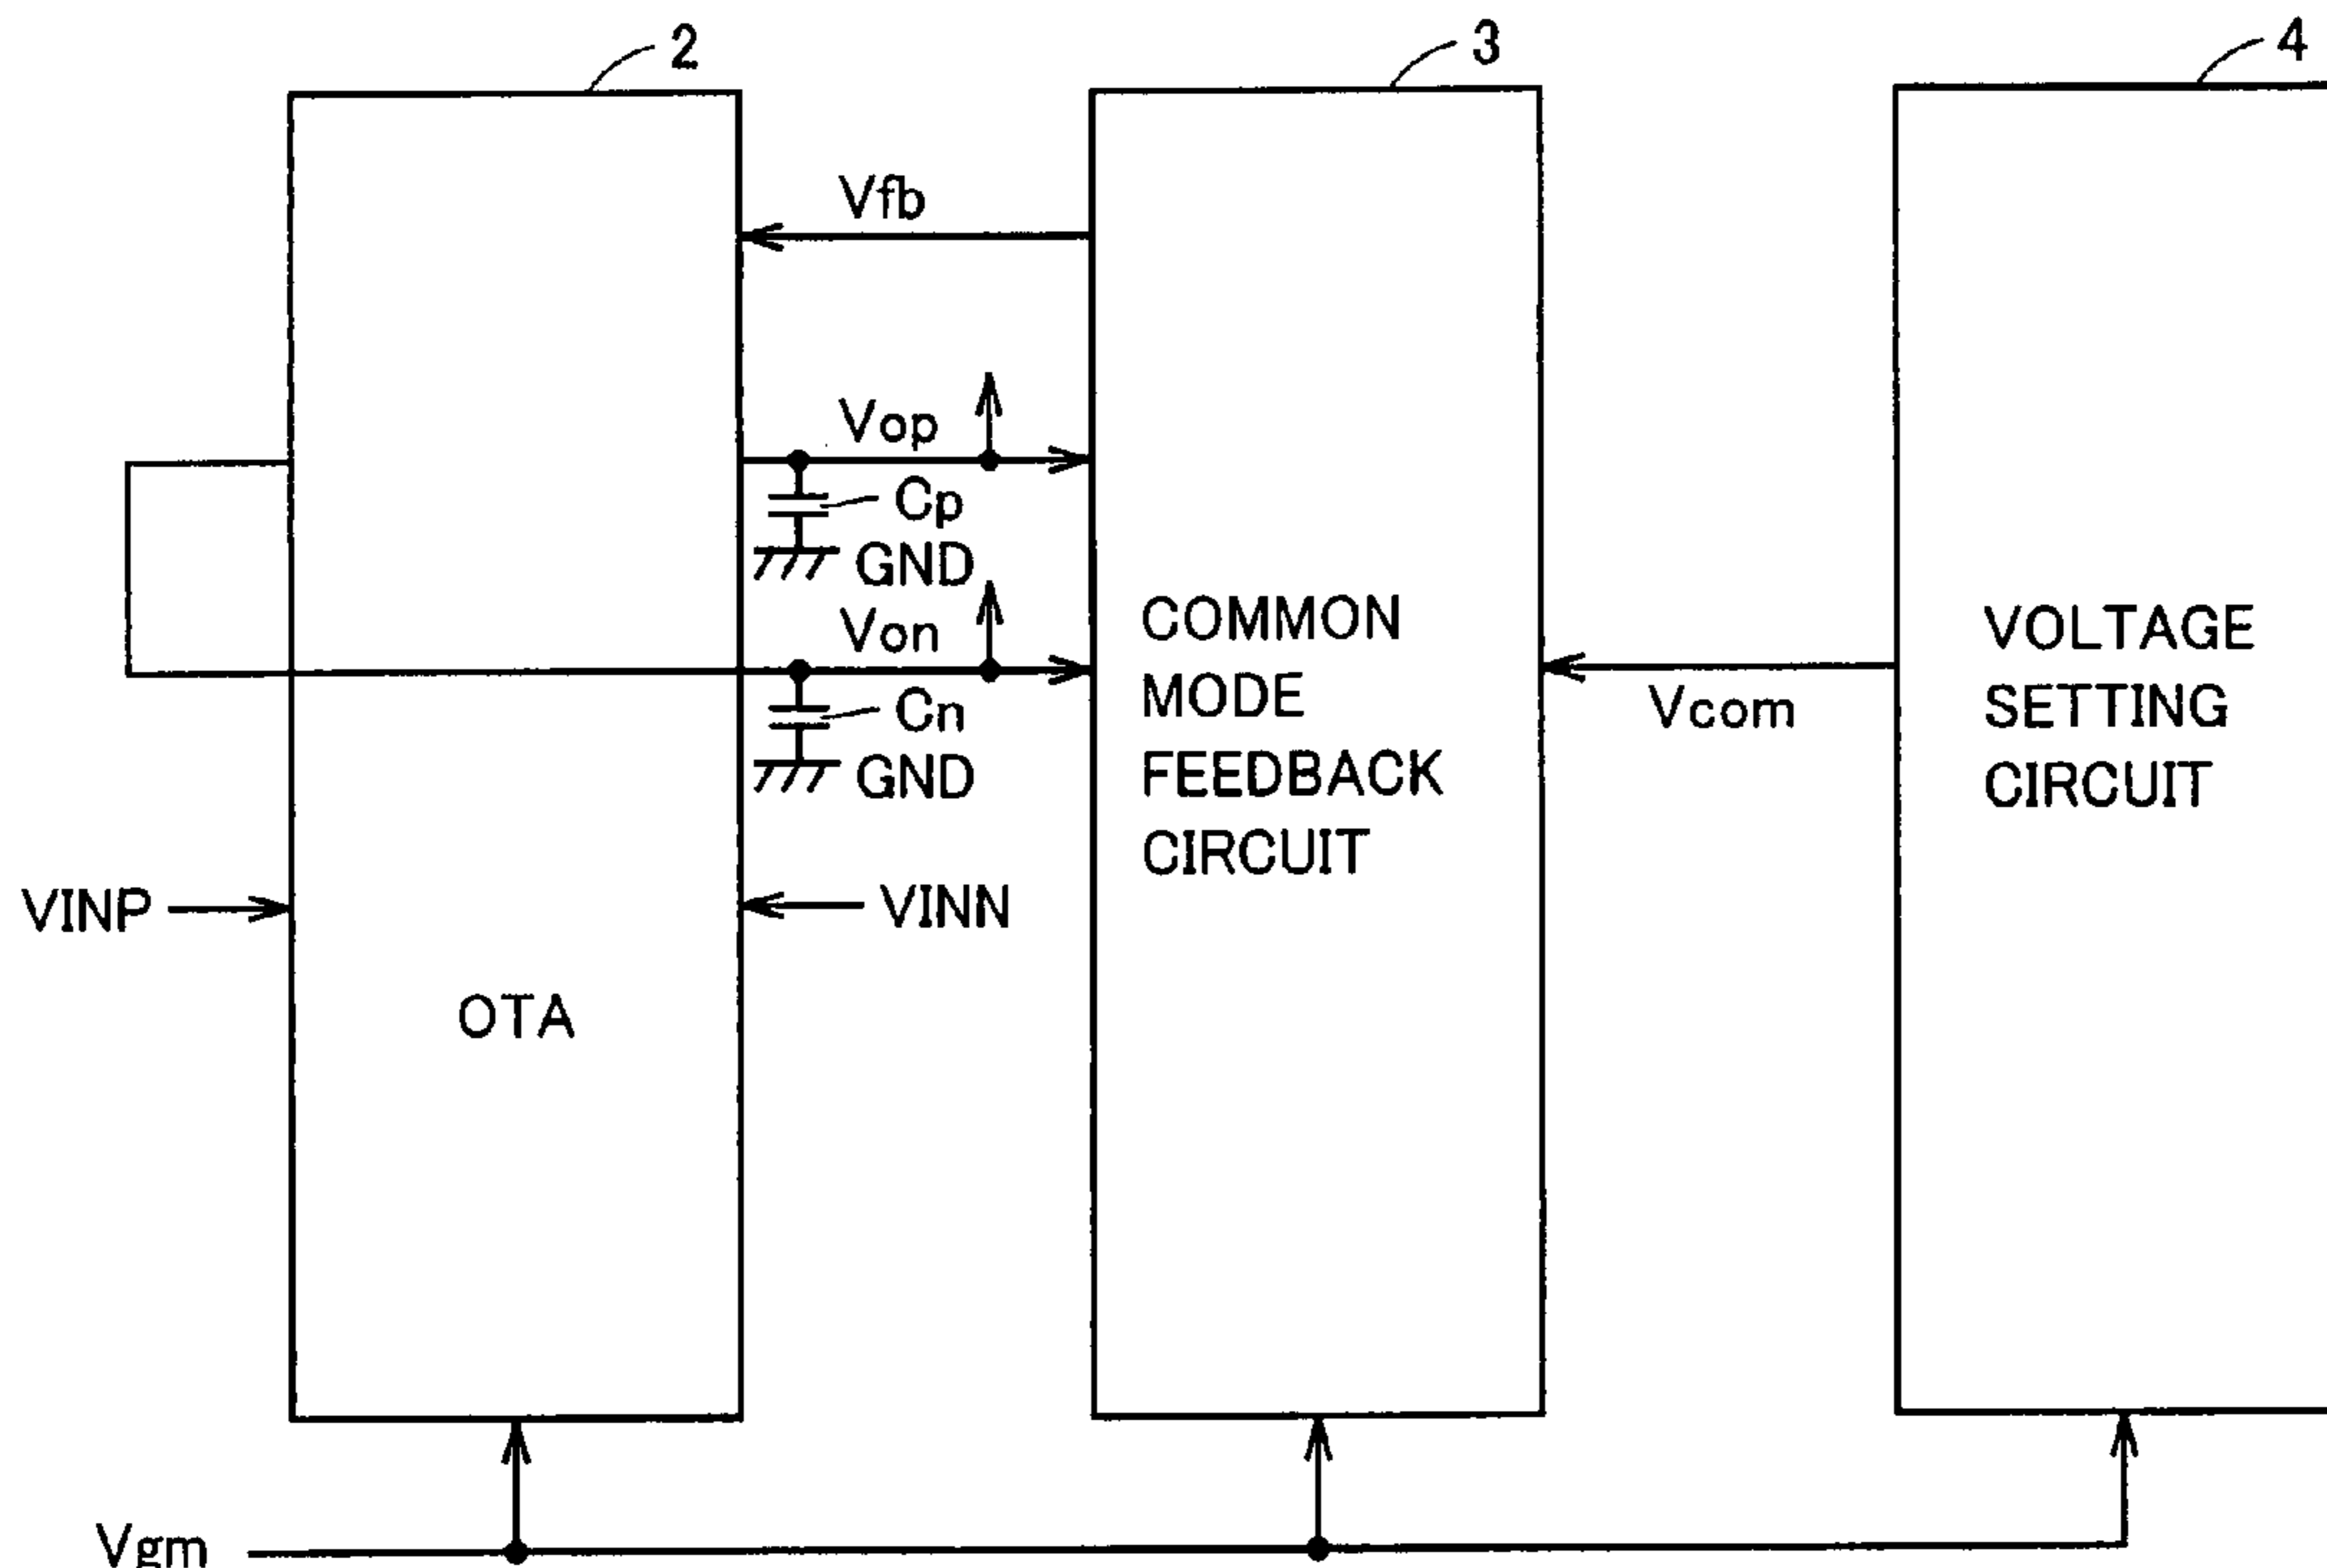 2
3
4
Vfb
Vop
Cp
GND
Von
Cn
GND
COMMON
MODE
FEEDBACK
CIRCUIT
Vcom
VOLTAGE
SETTING
CIRCUIT
VINP
VINN
OTA
Vgm